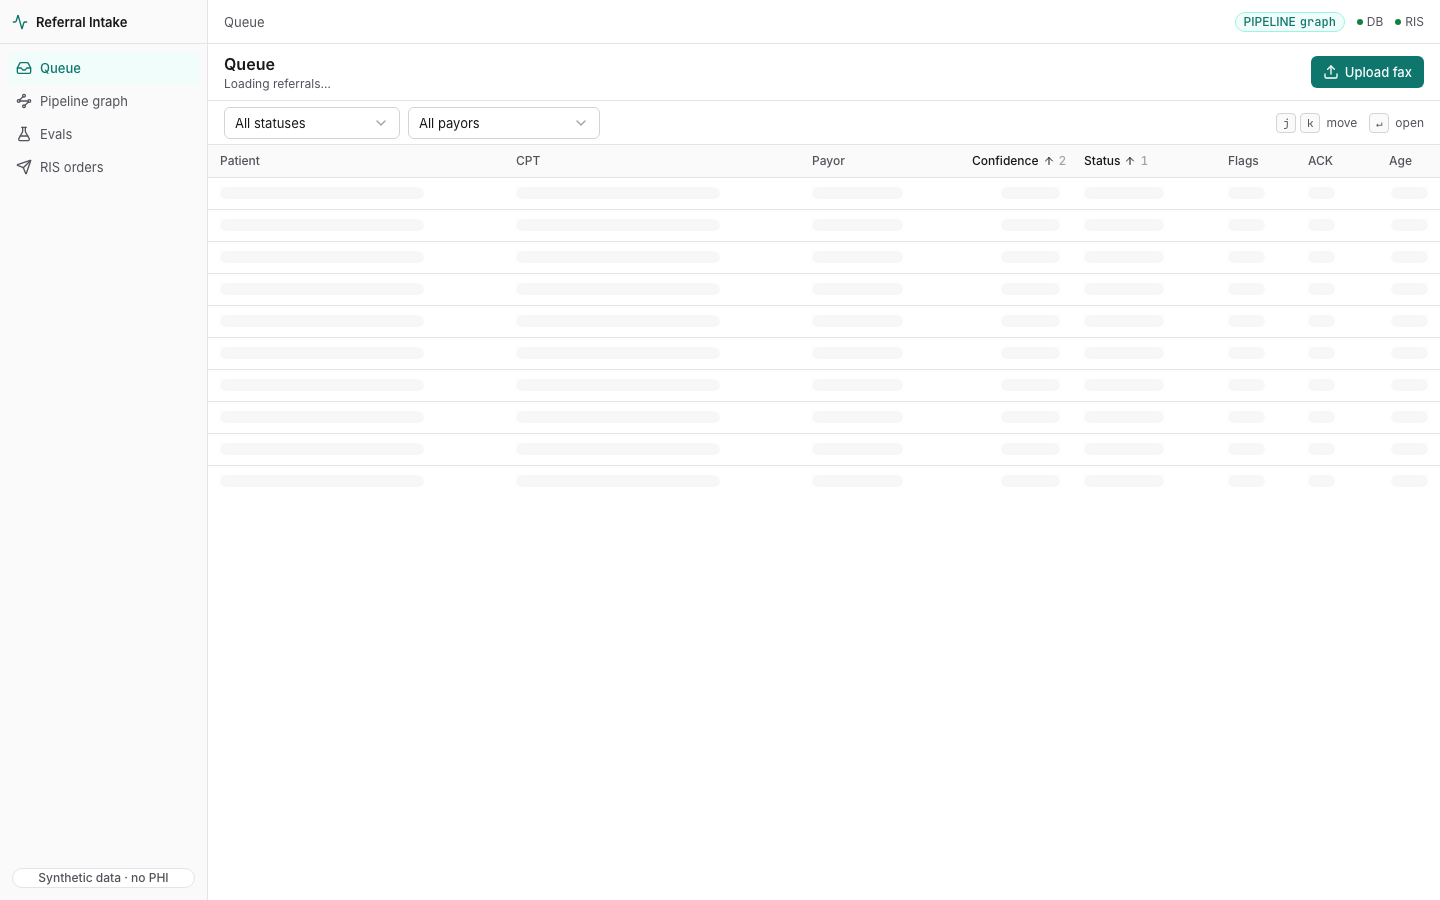 Referral Intake
Queue
PIPELINE graph
DB
RIS
Queue
Pipeline graph
Evals
RIS orders
Queue
Loading referrals...
Upload fax
All statuses
All payors
j k move ↵ open
Patient CPT Payor Confidence ↑ 2 Status ↑ 1 Flags ACK Age
Synthetic data · no PHI